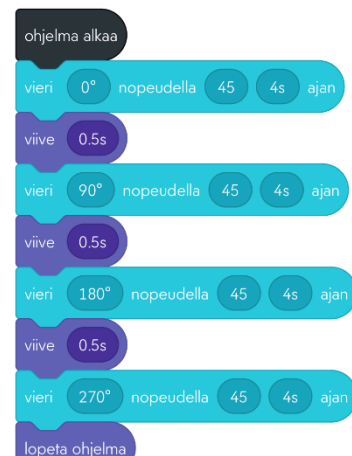 ohjelma alkaa
vieri 0° nopeudella 45 4s ajan
viive 0.5s
vieri 90° nopeudella 45 4s ajan
viive 0.5s
vieri 180° nopeudella 45 4s ajan
viive 0.5s
vieri 270° nopeudella 45 4s ajan
lopeta ohjelma